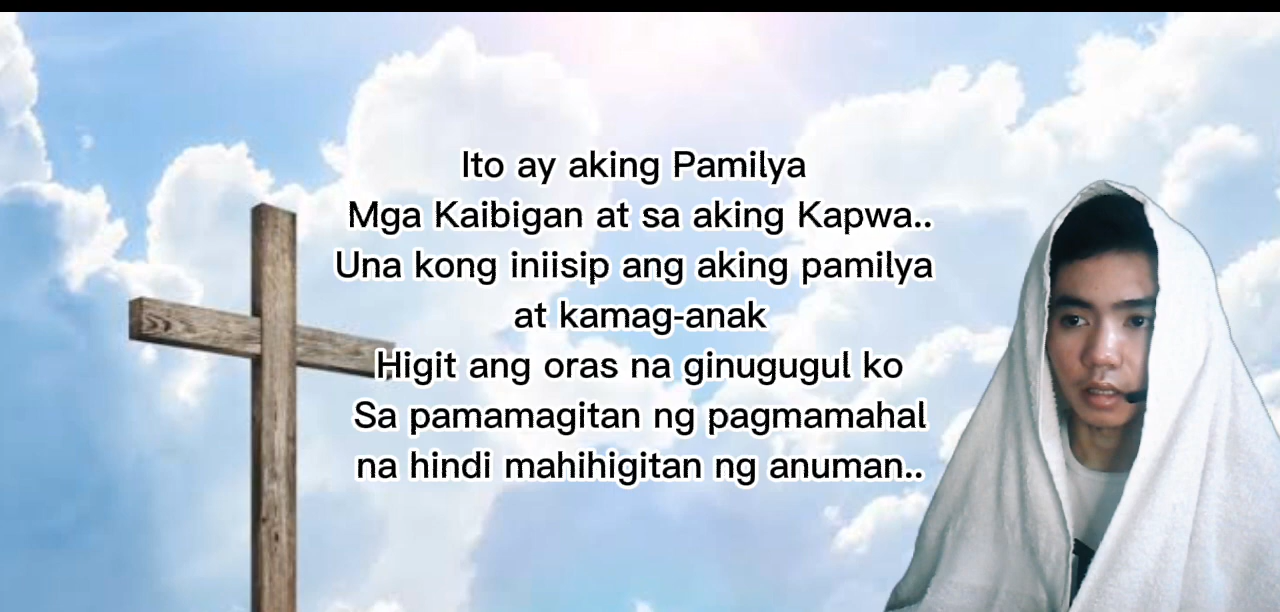 Ito ay aking Pamilya
Mga Kaibigan at sa aking Kapwa..
Una kong iniisip ang aking pamilya
at kamag-anak
Higit ang oras na ginugugul ko
Sa pamamagitan ng pagmamahal
na hindi mahihigitan ng anuman..